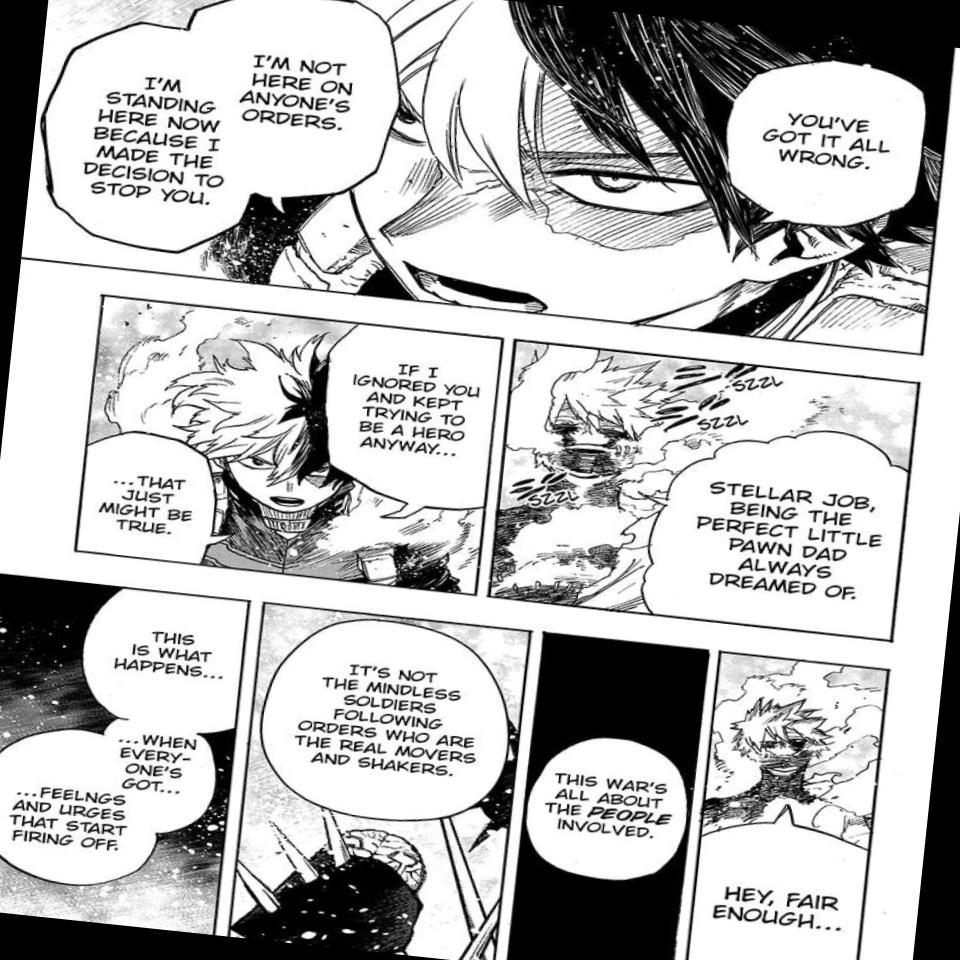 YOU'VE
GOT IT ALL
WRONG.
I'M NOT
HERE ON
ANYONE'S
ORDERS.
I'M
STANDING
HERE NOW
BECAUSE I
MADE THE
DECISION TO
STOP YOU.
SZZL
SZZL
SZZL
STELLAR JOB,
BEING THE
PERFECT LITTLE
PAWN DAD
ALWAYS
DREAMED OF.
IF I
IGNORED YOU
AND KEPT
TRYING TO
BE A HERO
ANYWAY...
...THAT
JUST
MIGHT BE
TRUE.
HEY, FAIR
ENOUGH...
THIS WAR'S
ALL ABOUT
THE PEOPLE
INVOLVED.
IT'S NOT
THE MINDLESS
SOLDIERS
FOLLOWING
ORDERS WHO ARE
THE REAL MOVERS
AND SHAKERS.
THIS
IS WHAT
HAPPENS...
...WHEN
EVERY-
ONE'S
GOT...
...FEELNGS
AND URGES
THAT START
FIRING OFF.